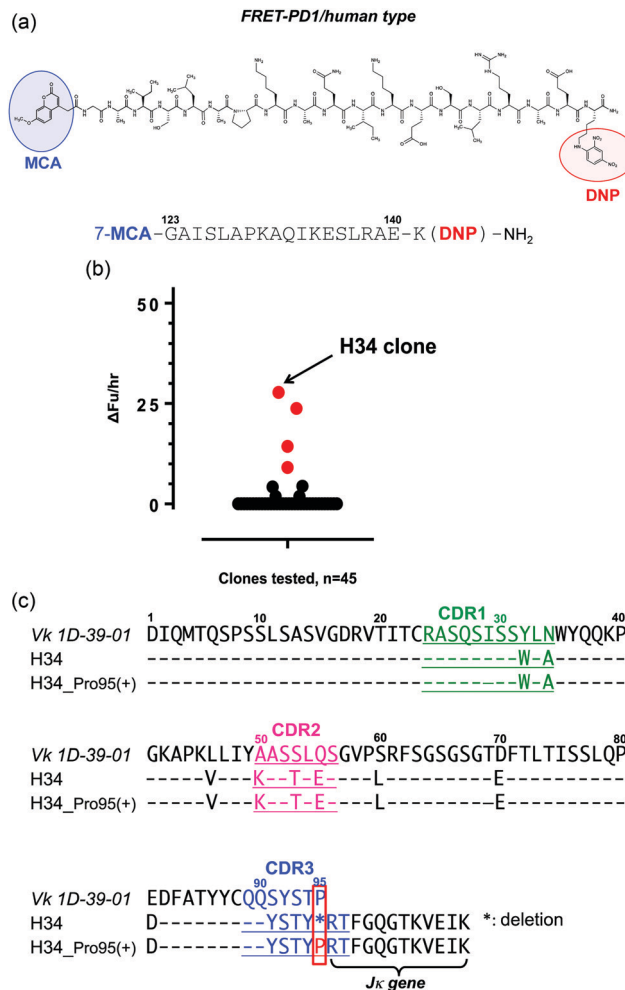 (a)
FRET-PD1/human type
MCA
DNP
123 140
7-MCA-GAISLAPKAQIKESLRAE-K(DNP)-NH2
(b)
50
25
0
ΔFu/hr
H34 clone
Clones tested, n=45
(c)
CDR1
1 10 20 30 40
Vk 1D-39-01 DIQMTQSPSSLSASVGDRVTITCRASQSISSYLNWYQQKP
H34 -------------------------------W-A------
H34_Pro95(+) -------------------------------W-A------
CDR2
50 60 70 80
Vk 1D-39-01 GKAPKLLIYAASSLQSGVPSRFSGSGSGTDFTLTISSLQP
H34 -----V---K--T-E----L---------E----------
H34_Pro95(+) -----V---K--T-E----L---------E----------
CDR3
90 95
Vk 1D-39-01 EDFATYYCQQSYSTP
H34 D---------YSTY*RTFGQGTKVEIK *: deletion
H34_Pro95(+) D---------YSTYPRTFGQGTKVEIK
Jκ gene